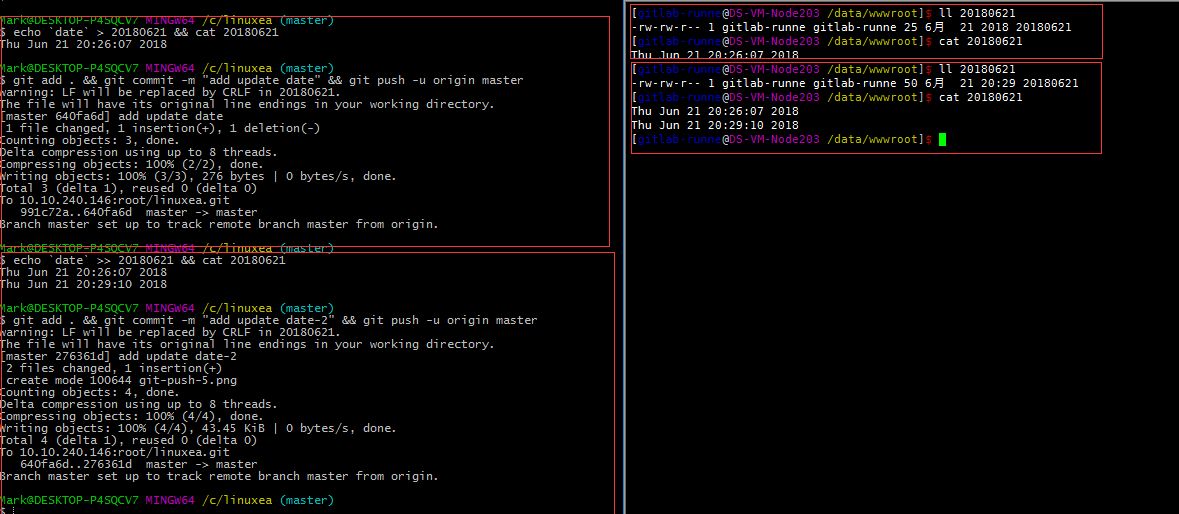 Mark@DESKTOP-P4SQCV7 MINGW64 /c/linuxea (master)
$ echo `date` > 20180621 && cat 20180621
Thu Jun 21 20:26:07 2018
Mark@DESKTOP-P4SQCV7 MINGW64 /c/linuxea (master)
$ git add . && git commit -m "add update date" && git push -u origin master
warning: LF will be replaced by CRLF in 20180621.
The file will have its original line endings in your working directory.
[master 640fa6d] add update date
1 file changed, 1 insertion(+), 1 deletion(-)
Counting objects: 3, done.
Delta compression using up to 8 threads.
Compressing objects: 100% (2/2), done.
Writing objects: 100% (3/3), 276 bytes | 0 bytes/s, done.
Total 3 (delta 1), reused 0 (delta 0)
To 10.10.240.146:root/linuxea.git
991c72a..640fa6d master -> master
Branch master set up to track remote branch master from origin.
Mark@DESKTOP-P4SQCV7 MINGW64 /c/linuxea (master)
$ echo `date` >> 20180621 && cat 20180621
Thu Jun 21 20:26:07 2018
Thu Jun 21 20:29:10 2018
Mark@DESKTOP-P4SQCV7 MINGW64 /c/linuxea (master)
$ git add . && git commit -m "add update date-2" && git push -u origin master
warning: LF will be replaced by CRLF in 20180621.
The file will have its original line endings in your working directory.
[master 276361d] add update date-2
2 files changed, 1 insertion(+)
create mode 100644 git-push-5.png
Counting objects: 4, done.
Delta compression using up to 8 threads.
Compressing objects: 100% (4/4), done.
Writing objects: 100% (4/4), 43.45 KiB | 0 bytes/s, done.
Total 4 (delta 1), reused 0 (delta 0)
To 10.10.240.146:root/linuxea.git
640fa6d..276361d master -> master
Branch master set up to track remote branch master from origin.
Mark@DESKTOP-P4SQCV7 MINGW64 /c/linuxea (master)
$
[gitlab-runne@DS-VM-Node203 /data/wwwroot]$ ll 20180621
-rw-rw-r-- 1 gitlab-runne gitlab-runne 25 6月 21 2018 20180621
[gitlab-runne@DS-VM-Node203 /data/wwwroot]$ cat 20180621
Thu Jun 21 20:26:07 2018
[gitlab-runne@DS-VM-Node203 /data/wwwroot]$ ll 20180621
-rw-rw-r-- 1 gitlab-runne gitlab-runne 50 6月 21 20:29 20180621
[gitlab-runne@DS-VM-Node203 /data/wwwroot]$ cat 20180621
Thu Jun 21 20:26:07 2018
Thu Jun 21 20:29:10 2018
[gitlab-runne@DS-VM-Node203 /data/wwwroot]$